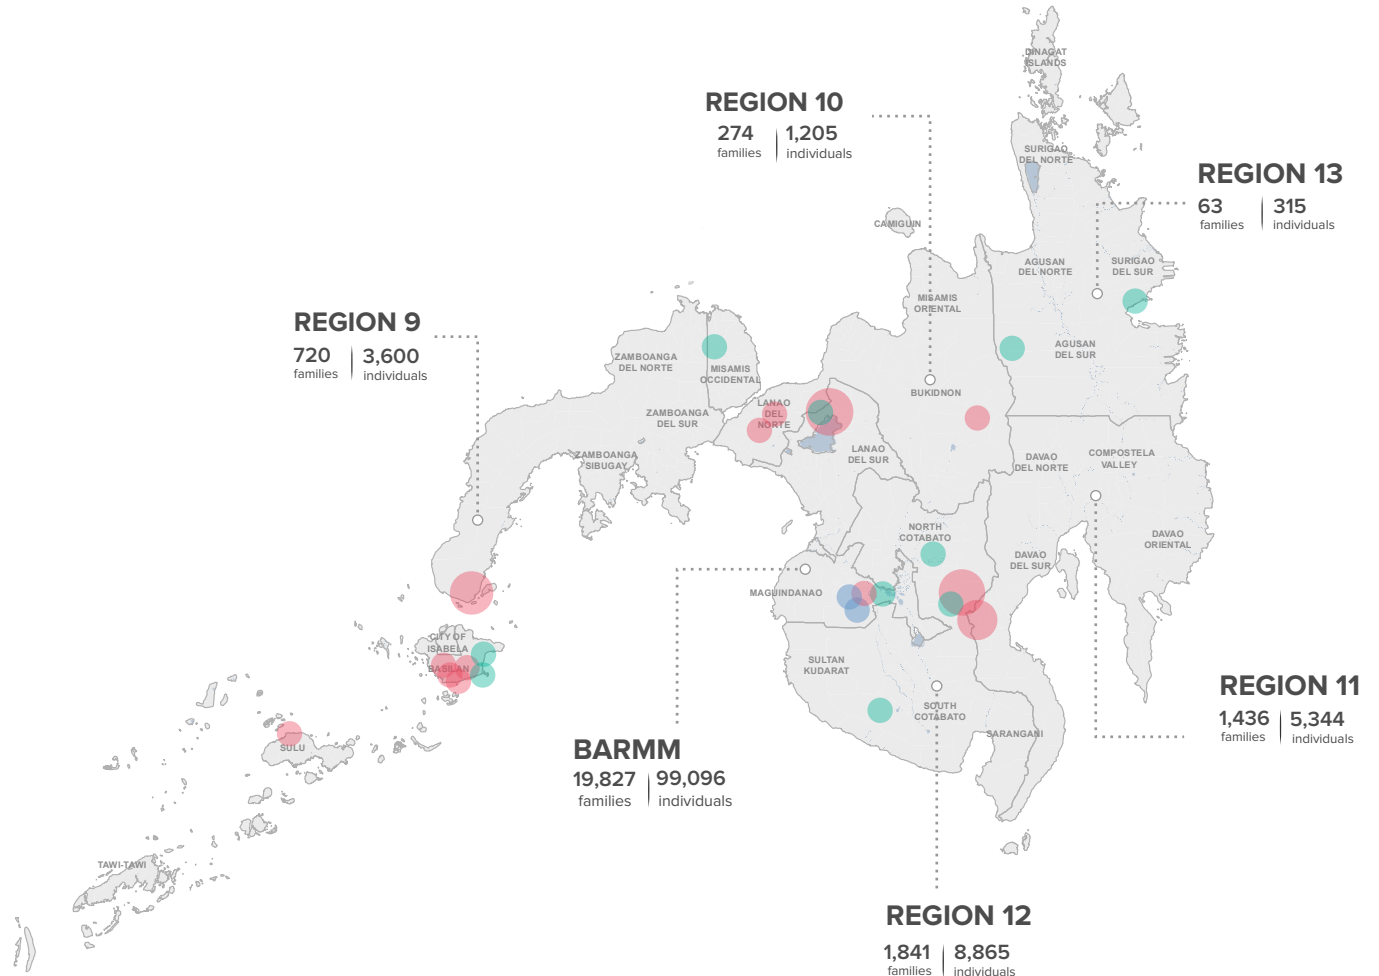 DINAGAT
ISLANDS
REGION 10
274 | 1,205
families individuals
SURIGAO
DEL NORTE
REGION 13
63 | 315
families individuals
CAMIGUIN
AGUSAN
DEL NORTE
SURIGAO
DEL SUR
MISAMIS
ORIENTAL
REGION 9
720 | 3,600
families individuals
ZAMBOANGA
DEL NORTE
MISAMIS
OCCIDENTAL
AGUSAN
DEL SUR
BUKIDNON
LANAO
DEL
NORTE
ZAMBOANGA
DEL SUR
ZAMBOANGA
SIBUGAY
LANAO
DEL SUR
DAVAO
DEL NORTE
COMPOSTELA
VALLEY
NORTH
COTABATO
DAVAO
ORIENTAL
DAVAO
DEL SUR
MAGUINDANAO
CITY OF
ISABELA
BASILAN
SULTAN
KUDARAT
SOUTH
COTABATO
SARANGANI
REGION 11
1,436 | 5,344
families individuals
SULU
BARMM
19,827 | 99,096
families individuals
TAWI-TAWI
REGION 12
1,841 | 8,865
families individuals